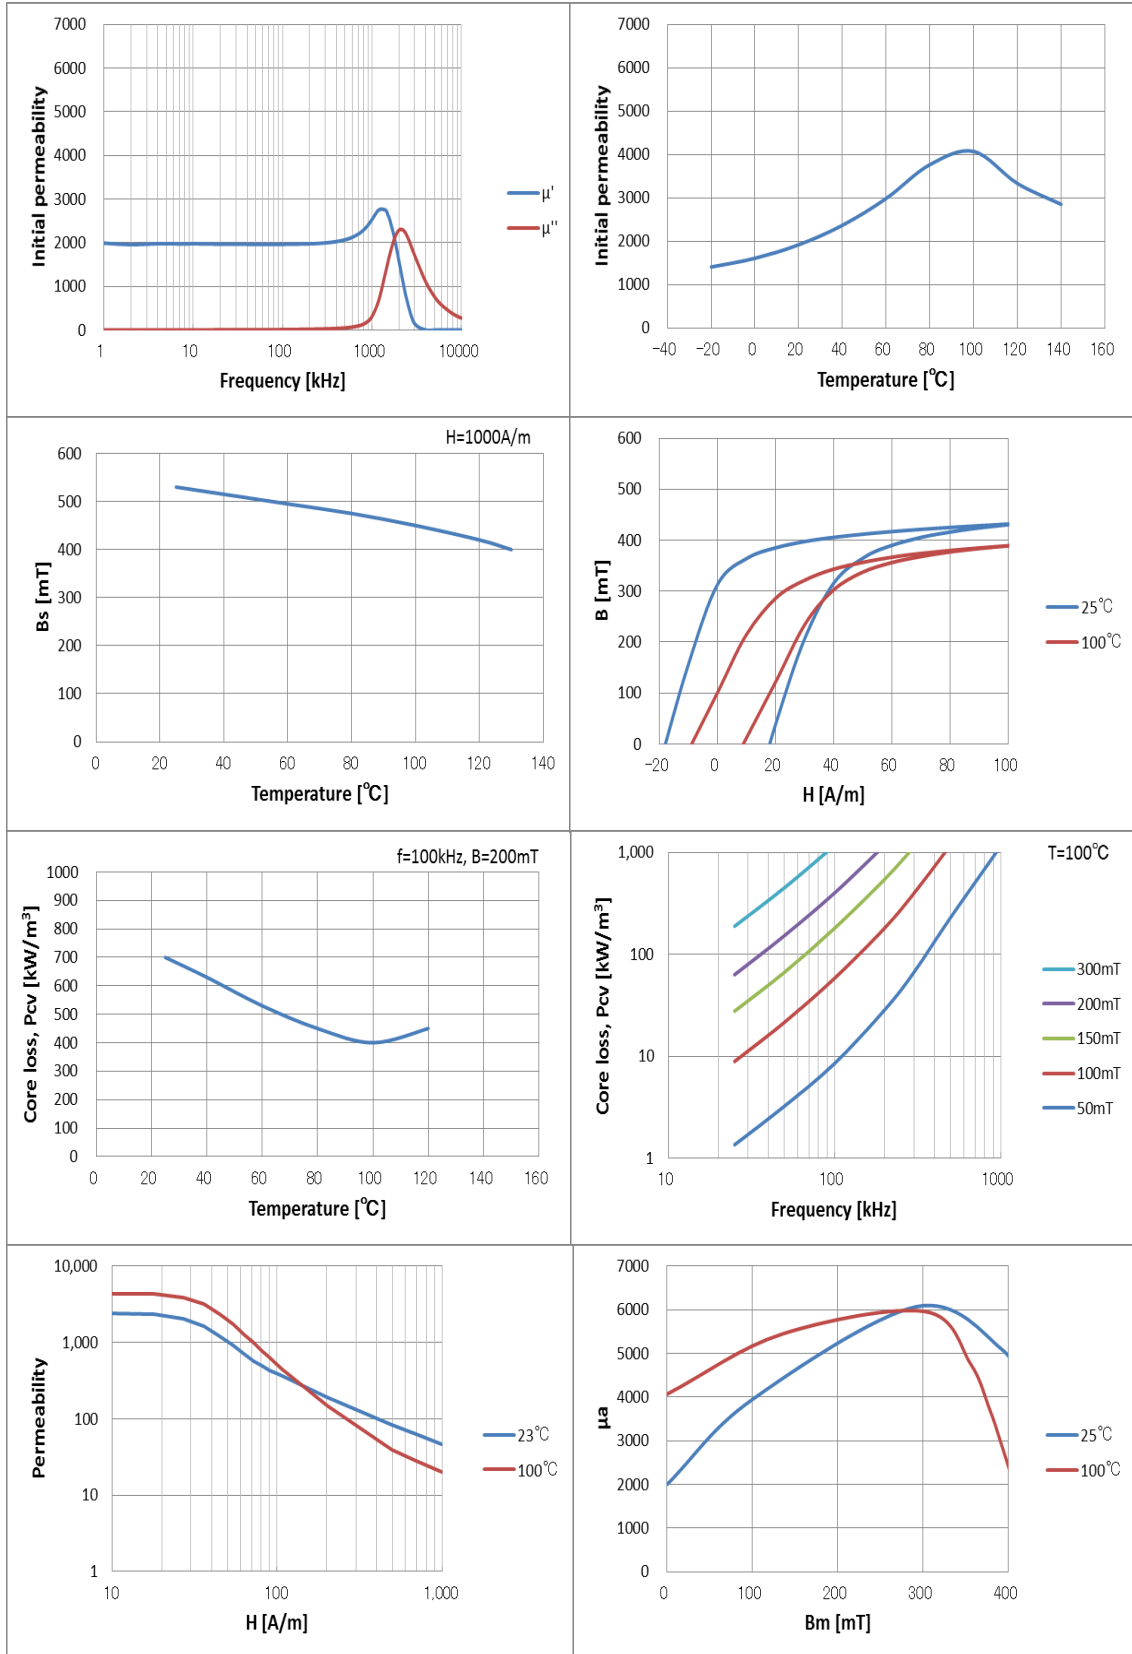 Initial permeability
7000
6000
5000
4000
3000
2000
1000
0
1 10 100 1000 10000
Frequency [kHz]
μ'
μ''
Initial permeability
7000
6000
5000
4000
3000
2000
1000
0
−40 −20 0 20 40 60 80 100 120 140 160
Temperature [℃]
H=1000A/m
Bs [mT]
600
500
400
300
200
100
0
0 20 40 60 80 100 120 140
Temperature [℃]
B [mT]
600
500
400
300
200
100
0
−20 0 20 40 60 80 100
H [A/m]
25℃
100℃
f=100kHz, B=200mT
Core loss, Pcv [kW/m³]
1000
900
800
700
600
500
400
300
200
100
0
0 20 40 60 80 100 120 140 160
Temperature [℃]
T=100℃
Core loss, Pcv [kW/m³]
1,000
100
10
1
10 100 1000
Frequency [kHz]
300mT
200mT
150mT
100mT
50mT
Permeability
10,000
1,000
100
10
1
10 100 1,000
H [A/m]
23℃
100℃
μa
7000
6000
5000
4000
3000
2000
1000
0
0 100 200 300 400
Bm [mT]
25℃
100℃